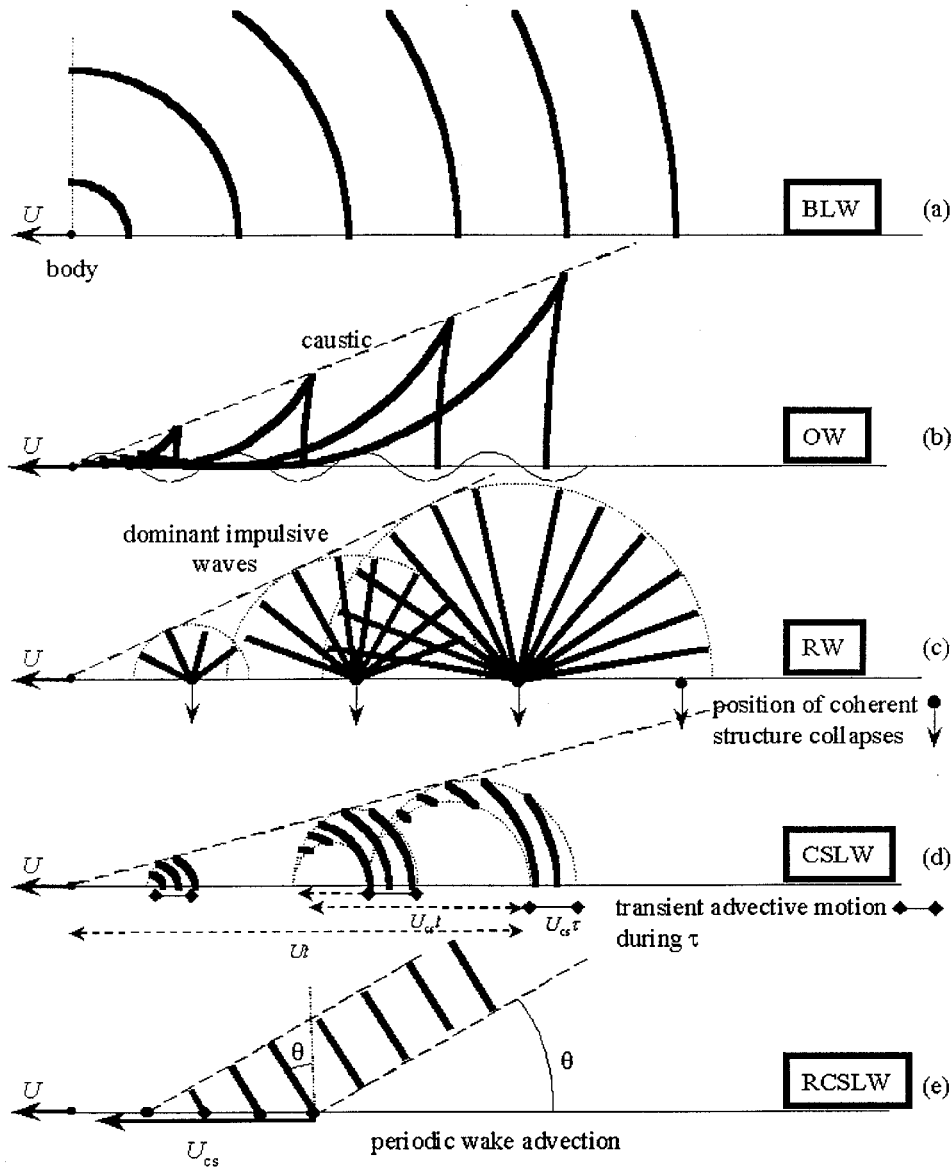 U
body
BLW
(a)
caustic
U
OW
(b)
dominant impulsive
waves
U
RW
(c)
position of coherent
structure collapses
U
CSLW
(d)
U_cs t
U_cs τ
Ut
transient advective motion
during τ
θ
θ
U
RCSLW
(e)
U_cs
periodic wake advection